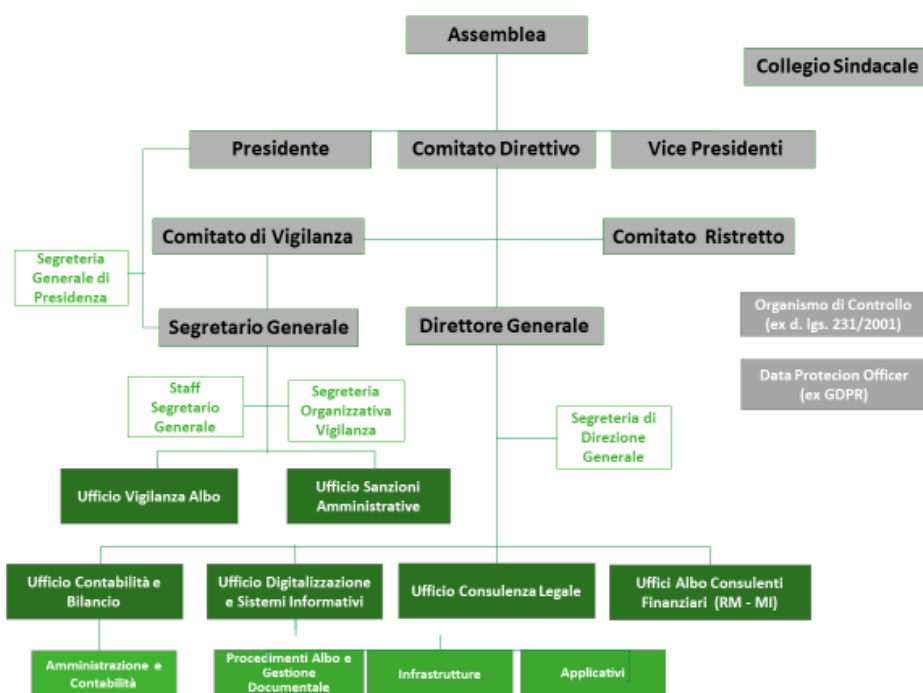 Assemblea
Collegio Sindacale
Presidente
Comitato Direttivo
Vice Presidenti
Comitato di Vigilanza
Comitato Ristretto
Segreteria
Generale di
Presidenza
Organismo di Controllo
(ex d. lgs. 231/2001)
Segretario Generale
Direttore Generale
Data Protecion Officer
(ex GDPR)
Staff
Segretario
Generale
Segreteria
Organizzativa
Vigilanza
Segreteria di
Direzione
Generale
Ufficio Vigilanza Albo
Ufficio Sanzioni
Amministrative
Ufficio Contabilità e
Bilancio
Ufficio Digitalizzazione
e Sistemi Informativi
Ufficio Consulenza Legale
Uffici Albo Consulenti
Finanziari (RM - MI)
Amministrazione e
Contabilità
Procedimenti Albo e
Gestione
Documentale
Infrastrutture
Applicativi